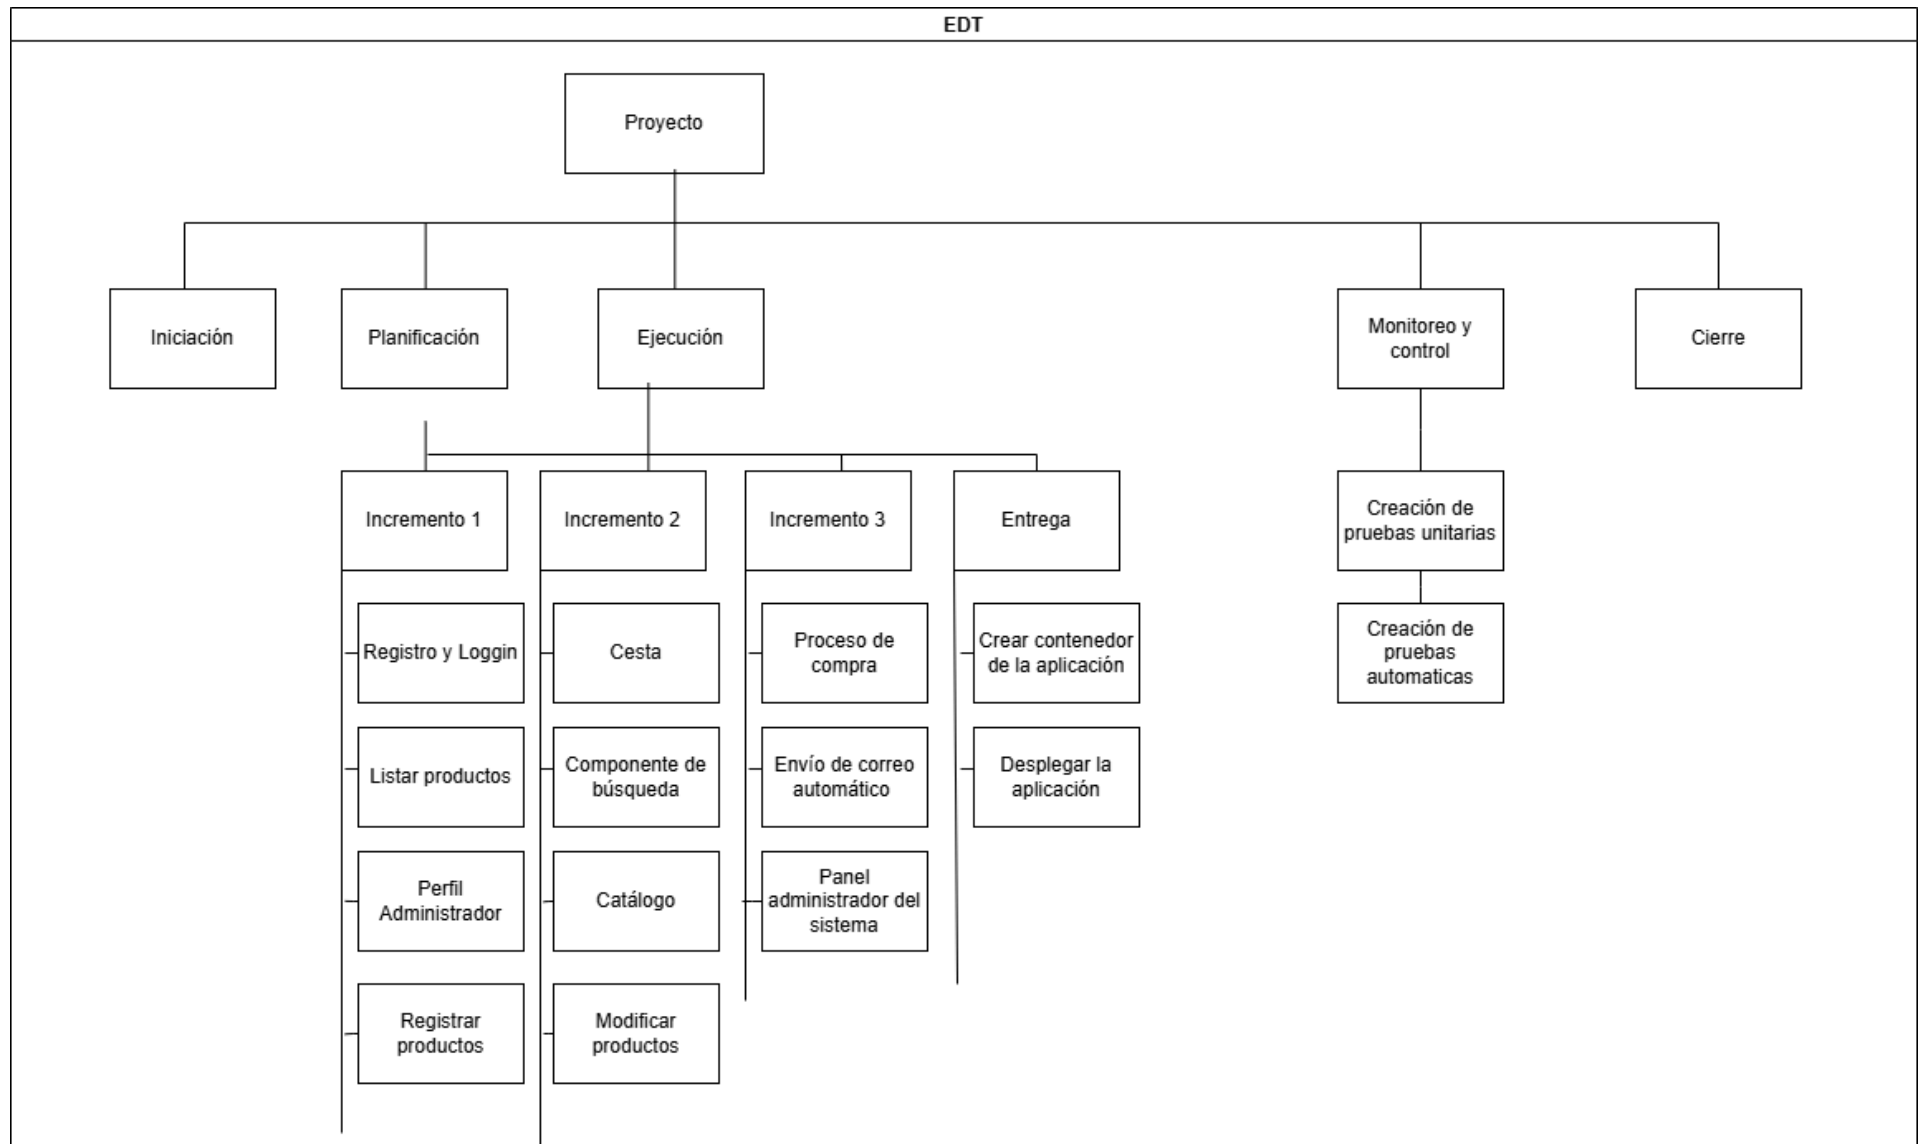 EDT
Proyecto
Iniciación
Planificación
Ejecución
Monitoreo y
control
Cierre
Incremento 1
Incremento 2
Incremento 3
Entrega
Creación de
pruebas unitarias
Registro y Loggin
Cesta
Proceso de
compra
Crear contenedor
de la aplicación
Creación de
pruebas
automaticas
Listar productos
Componente de
búsqueda
Envío de correo
automático
Desplegar la
aplicación
Perfil
Administrador
Catálogo
Panel
administrador del
sistema
Registrar
productos
Modificar
productos